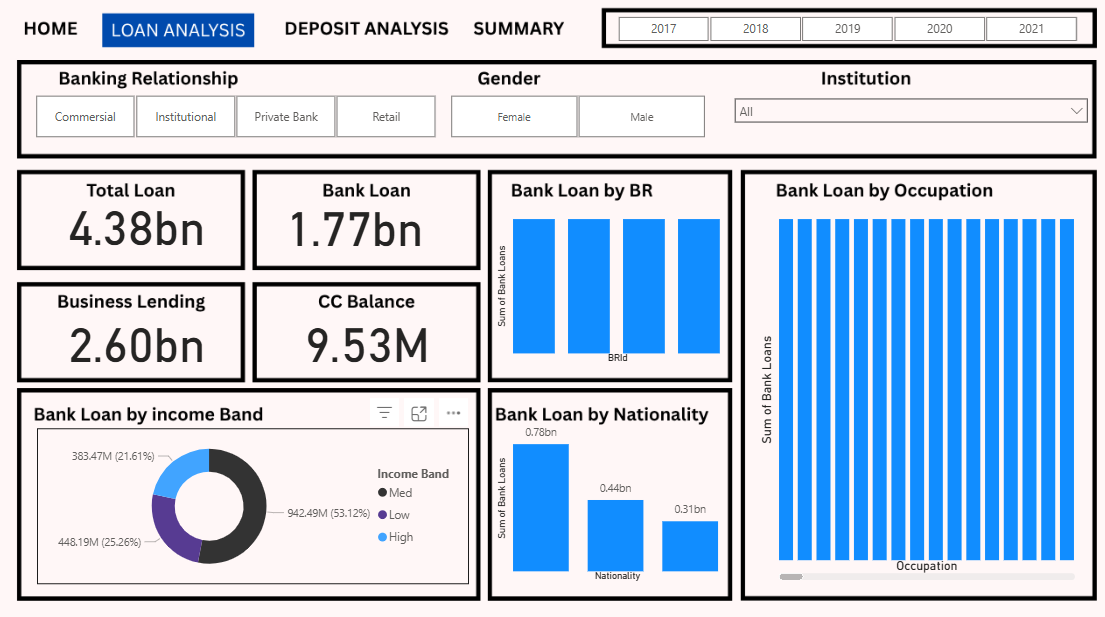 HOME LOAN ANALYSIS DEPOSIT ANALYSIS SUMMARY 2017 2018 2019 2020 2021
Banking Relationship Gender Institution
Commersial Institutional Private Bank Retail Female Male All
Total Loan
4.38bn
Bank Loan
1.77bn
Business Lending
2.60bn
CC Balance
9.53M
Bank Loan by BR
Sum of Bank Loans
BRId
Bank Loan by Occupation
Sum of Bank Loans
Occupation
Bank Loan by income Band
383.47M (21.61%)
942.49M (53.12%)
448.19M (25.26%)
Income Band
Med
Low
High
Bank Loan by Nationality
Sum of Bank Loans
0.78bn
0.44bn
0.31bn
Nationality